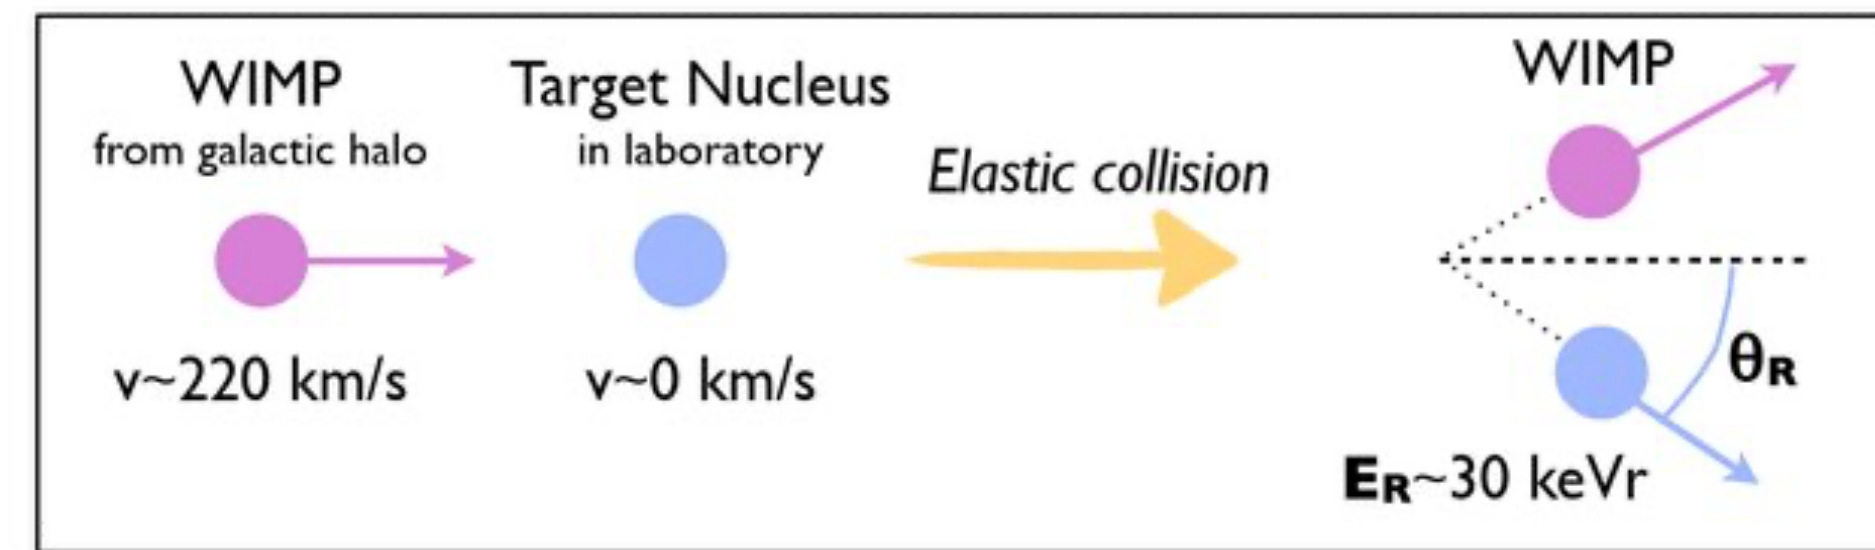 WIMP
from galactic halo
v~220 km/s
Target Nucleus
in laboratory
v~0 km/s
Elastic collision
WIMP
θR
ER~30 keVr